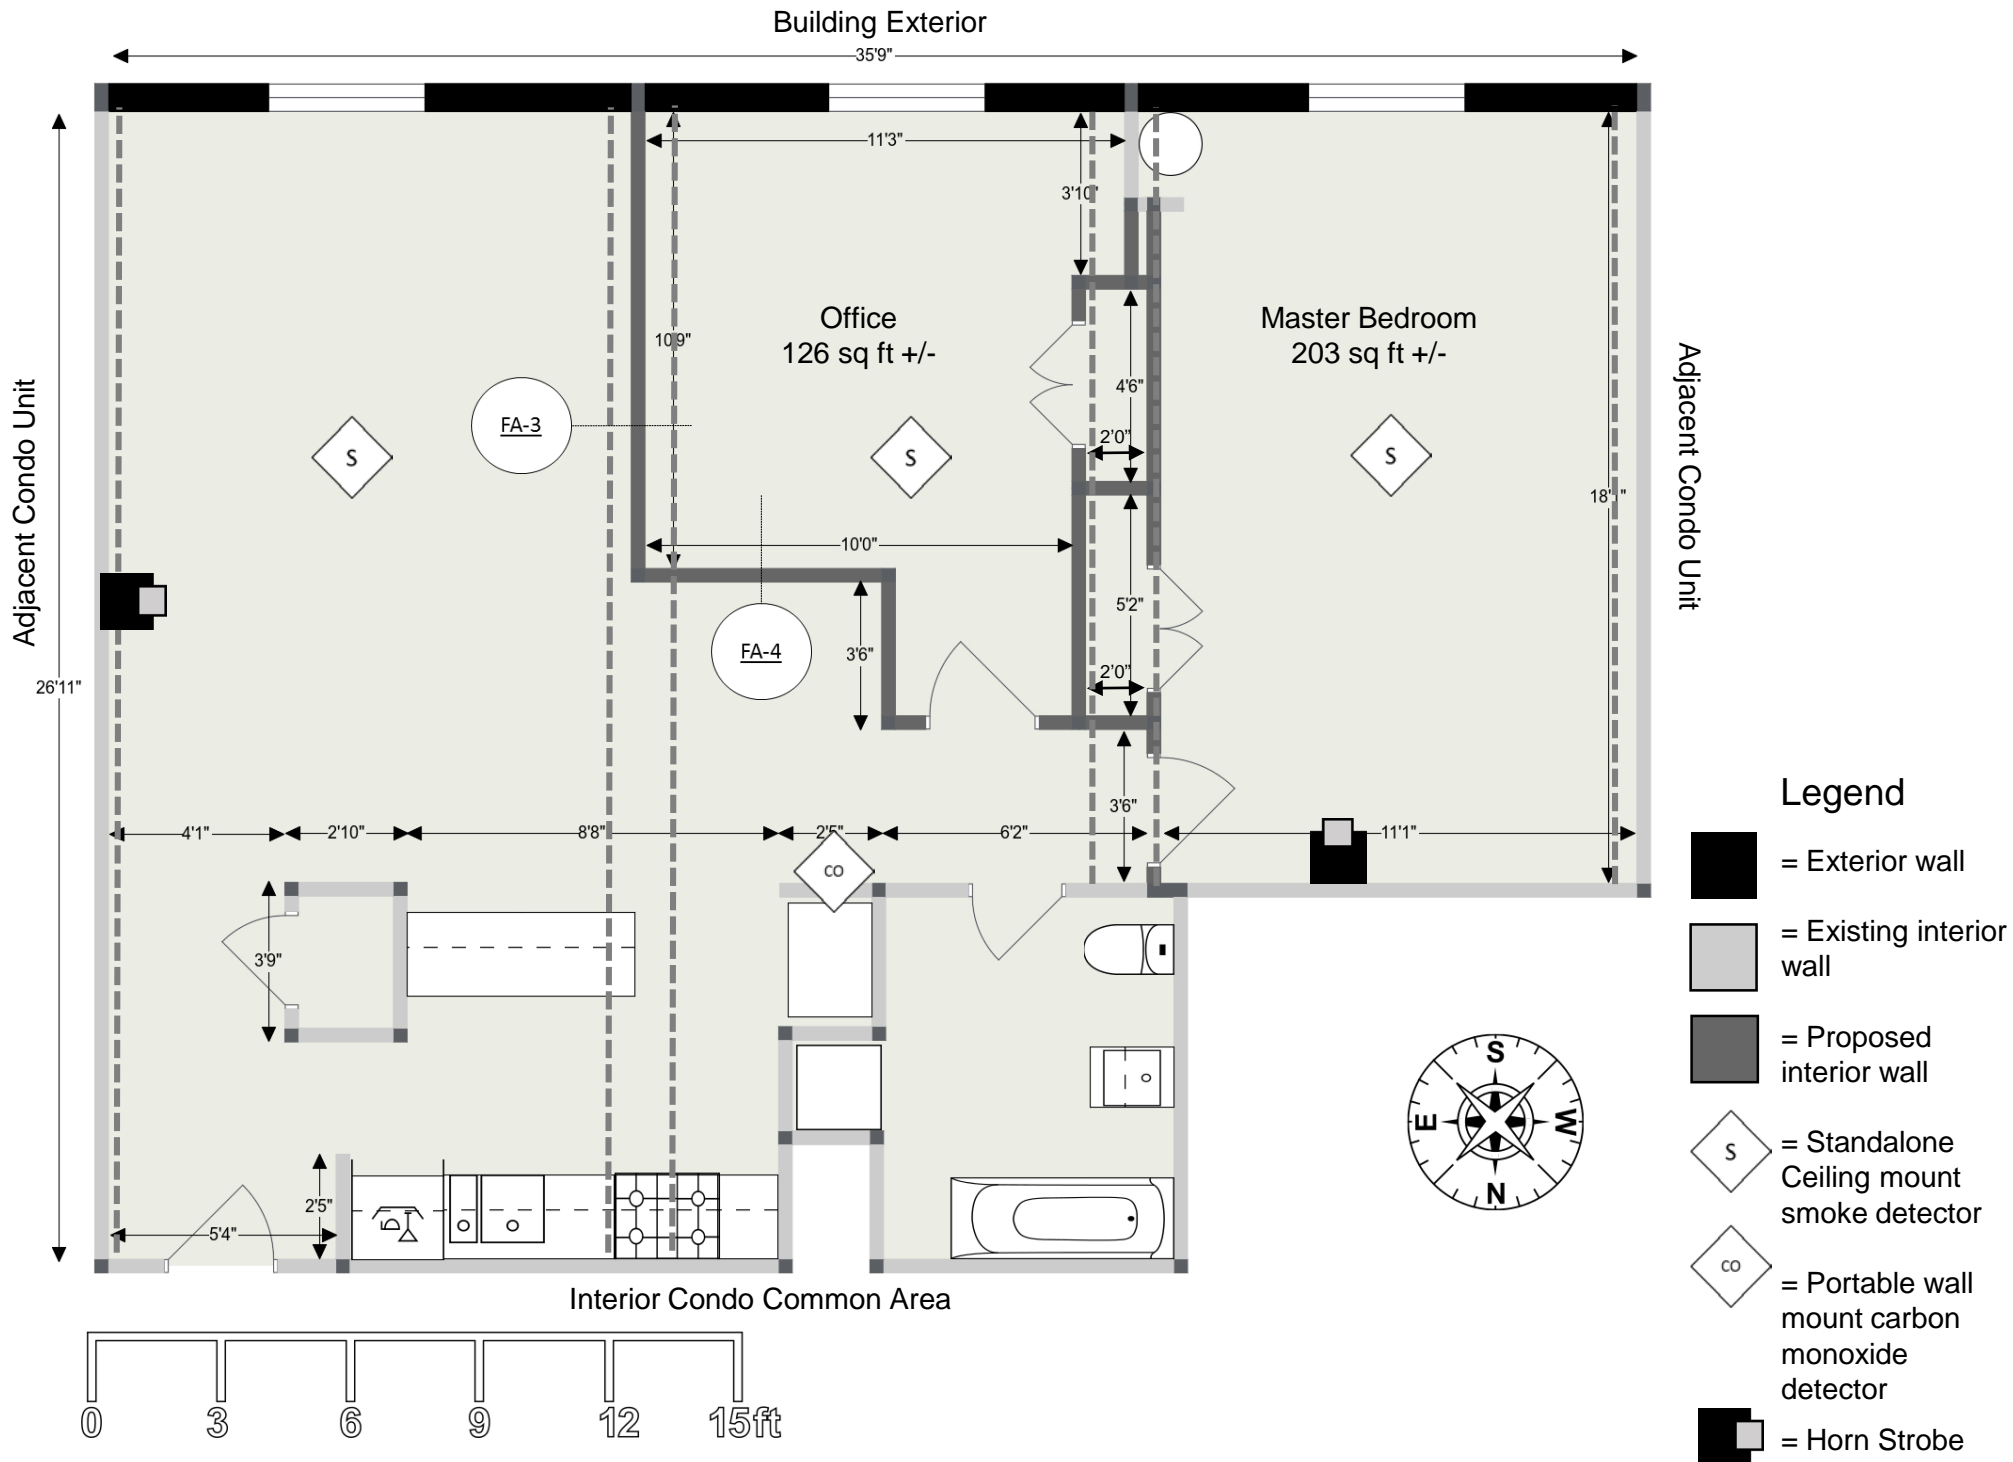 Building Exterior
35'9"
11'3"
3'10"
Office
126 sq ft +/-
Master Bedroom
203 sq ft +/-
10'9"
4'6"
FA-3
S
S
S
2'0"
18'
10'0"
Adjacent Condo Unit
Adjacent Condo Unit
5'2"
FA-4
3'6"
2'0"
26'11"
3'6"
4'1"
2'10"
8'8"
2'5"
6'2"
11'1"
CO
3'9"
2'5"
5'4"
D
Interior Condo Common Area
0
3
6
9
12
15ft
S
E
W
N
Legend
= Exterior wall
= Existing interior
wall
= Proposed
interior wall
S
= Standalone
Ceiling mount
smoke detector
CO
= Portable wall
mount carbon
monoxide
detector
= Horn Strobe